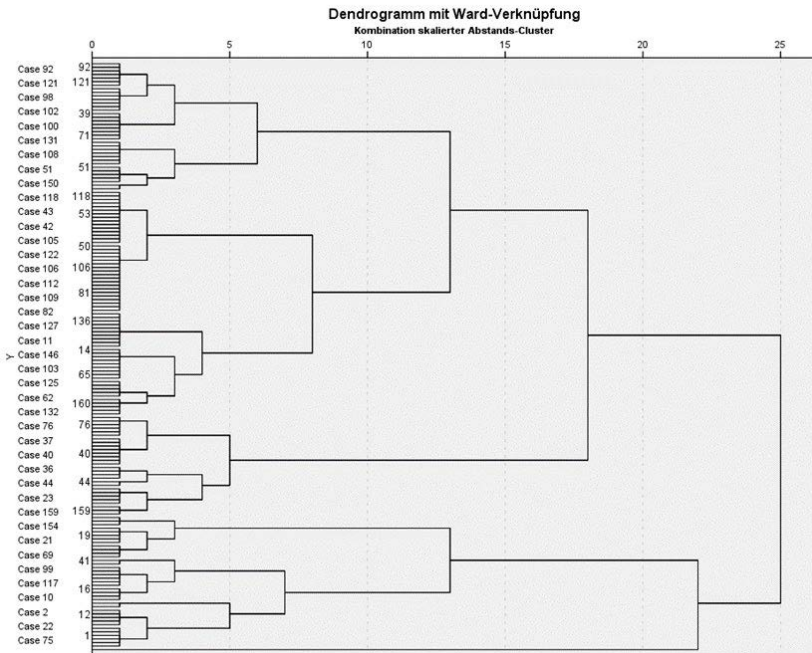 Dendrogramm mit Ward-Verknüpfung
Kombination skalierter Abstands-Cluster
0 5 10 15 20 25
Case 92 92
Case 121 121
Case 98
Case 102 39
Case 100
Case 131 71
Case 108
Case 51 51
Case 150
Case 118 118
Case 43 53
Case 42
Case 105
Case 122 50
Case 106 106
Case 112
Case 109 81
Case 82
Case 127 136
Case 11
Case 146 14
Case 103
Case 125 65
Case 62
Case 132 160
Case 76 76
Case 37
Case 40 40
Case 36
Case 44 44
Case 23
Case 159 159
Case 154
Case 21 19
Case 69
Case 99 41
Case 117
Case 10 16
Case 2
Case 22 12
Case 75 1
Y